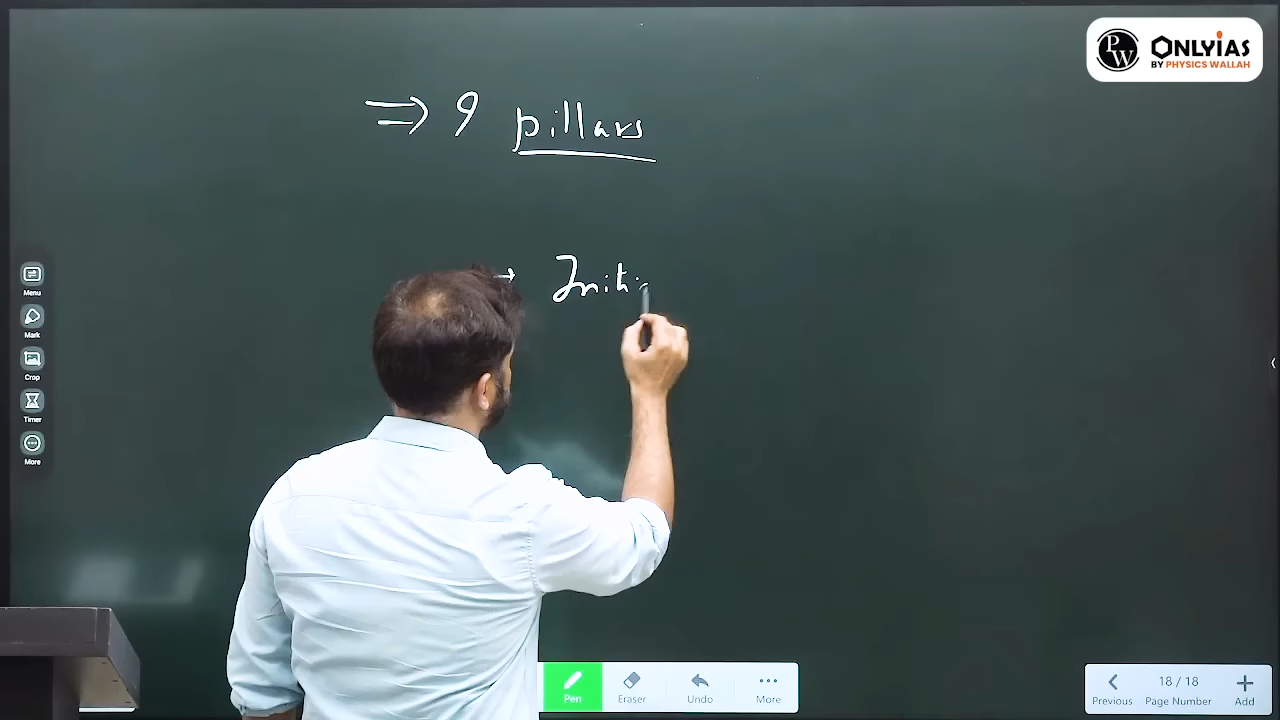 PW ONLYIAS
BY PHYSICS WALLAH
⇒ 9 pillars
→ Initi
Menu
Mark
Crop
Timer
More
Pen
Eraser
Undo
More
Previous
18 / 18
Page Number
Add